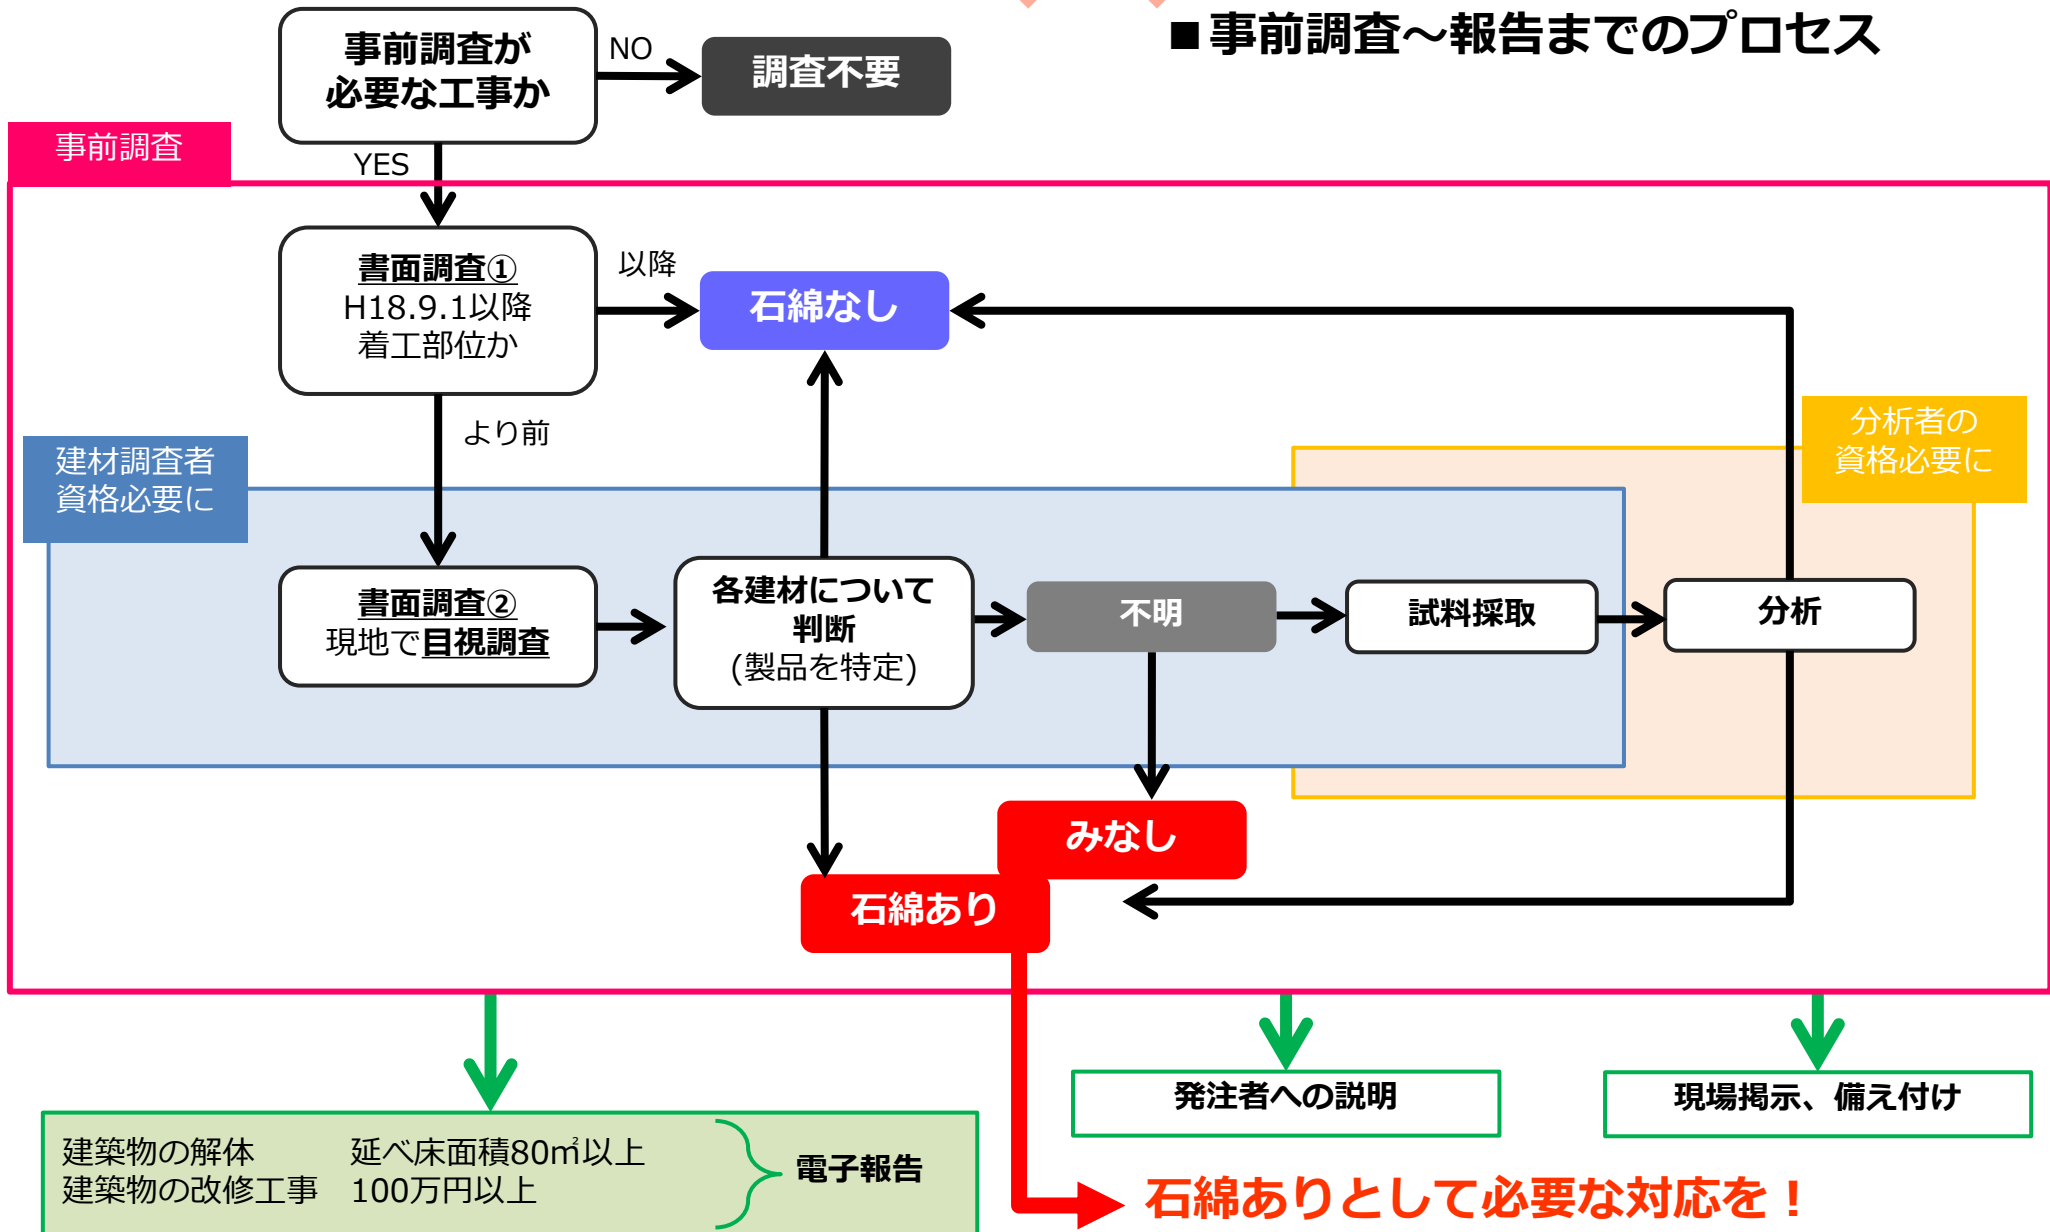 ■事前調査～報告までのプロセス
事前調査が
必要な工事か
NO
調査不要
事前調査
YES
書面調査①
H18.9.1以降
着工部位か
以降
石綿なし
より前
建材調査者
資格必要に
分析者の
資格必要に
書面調査②
現地で目視調査
各建材について
判断
(製品を特定)
不明
試料採取
分析
みなし
石綿あり
発注者への説明
現場掲示、備え付け
建築物の解体 延べ床面積80㎡以上
建築物の改修工事 100万円以上
電子報告
石綿ありとして必要な対応を！